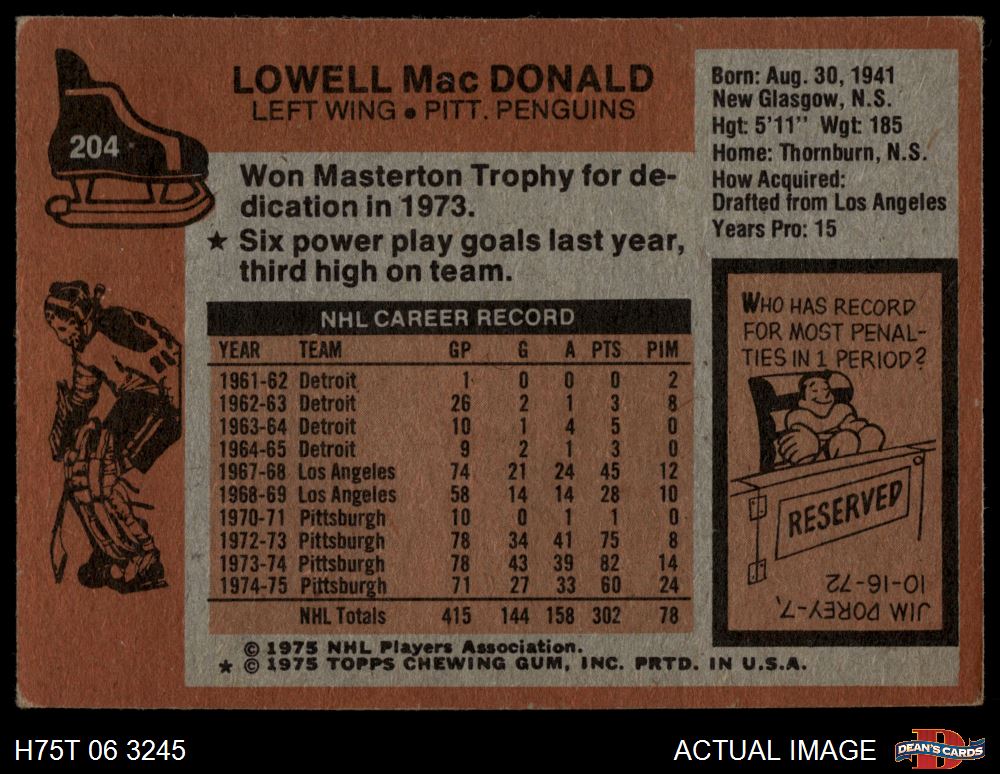 204
LOWELL Mac DONALD
LEFT WING • PITT. PENGUINS
Won Masterton Trophy for de-
dication in 1973.
★ Six power play goals last year,
third high on team.
NHL CAREER RECORD
YEAR TEAM GP G A PTS PIM
1961-62 Detroit 1 0 0 0 2
1962-63 Detroit 26 2 1 3 8
1963-64 Detroit 10 1 4 5 0
1964-65 Detroit 9 2 1 3 0
1967-68 Los Angeles 74 21 24 45 12
1968-69 Los Angeles 58 14 14 28 10
1970-71 Pittsburgh 10 0 1 1 0
1972-73 Pittsburgh 78 34 41 75 8
1973-74 Pittsburgh 78 43 39 82 14
1974-75 Pittsburgh 71 27 33 60 24
NHL Totals 415 144 158 302 78
© 1975 NHL Players Association.
★ © 1975 TOPPS CHEWING GUM, INC. PRTD. IN U.S.A.
Born: Aug. 30, 1941
New Glasgow, N.S.
Hgt: 5'11" Wgt: 185
Home: Thornburn, N.S.
How Acquired:
Drafted from Los Angeles
Years Pro: 15
WHO HAS RECORD
FOR MOST PENAL-
TIES IN 1 PERIOD?
RESERVED
JIM DOREY-7,
10-16-72
H75T 06 3245
ACTUAL IMAGE
D
DEAN'S CARDS